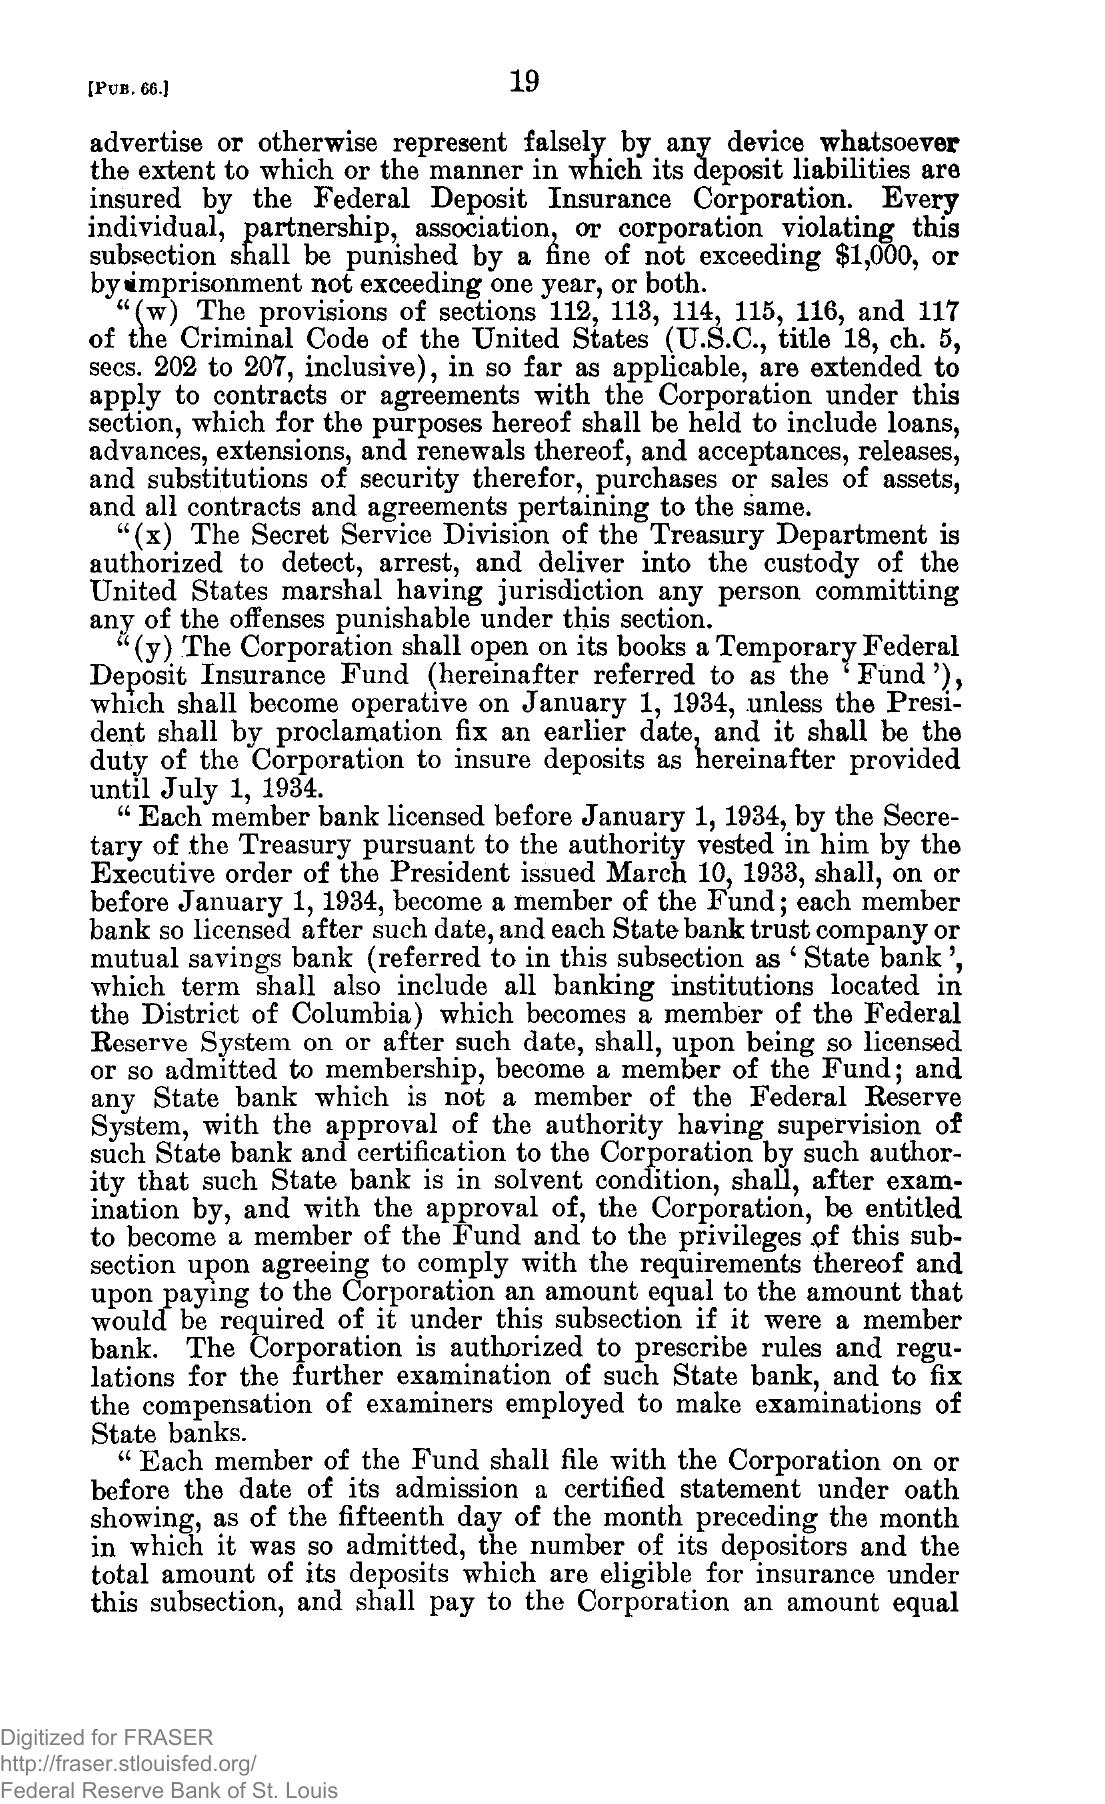 [PUB. 66.]
19
advertise or otherwise represent falsely by any device whatsoever
the extent to which or the manner in which its deposit liabilities are
insured by the Federal Deposit Insurance Corporation. Every
individual, partnership, association, or corporation violating this
subsection shall be punished by a fine of not exceeding $1,000, or
by imprisonment not exceeding one year, or both.
“(w) The provisions of sections 112, 113, 114, 115, 116, and 117
of the Criminal Code of the United States (U.S.C., title 18, ch. 5,
secs. 202 to 207, inclusive), in so far as applicable, are extended to
apply to contracts or agreements with the Corporation under this
section, which for the purposes hereof shall be held to include loans,
advances, extensions, and renewals thereof, and acceptances, releases,
and substitutions of security therefor, purchases or sales of assets,
and all contracts and agreements pertaining to the same.
“(x) The Secret Service Division of the Treasury Department is
authorized to detect, arrest, and deliver into the custody of the
United States marshal having jurisdiction any person committing
any of the offenses punishable under this section.
“(y) The Corporation shall open on its books a Temporary Federal
Deposit Insurance Fund (hereinafter referred to as the ‘ Fund ’),
which shall become operative on January 1, 1934, unless the Presi-
dent shall by proclamation fix an earlier date, and it shall be the
duty of the Corporation to insure deposits as hereinafter provided
until July 1, 1934.
“ Each member bank licensed before January 1, 1934, by the Secre-
tary of the Treasury pursuant to the authority vested in him by the
Executive order of the President issued March 10, 1933, shall, on or
before January 1, 1934, become a member of the Fund; each member
bank so licensed after such date, and each State bank trust company or
mutual savings bank (referred to in this subsection as ‘ State bank ’,
which term shall also include all banking institutions located in
the District of Columbia) which becomes a member of the Federal
Reserve System on or after such date, shall, upon being so licensed
or so admitted to membership, become a member of the Fund; and
any State bank which is not a member of the Federal Reserve
System, with the approval of the authority having supervision of
such State bank and certification to the Corporation by such author-
ity that such State bank is in solvent condition, shall, after exam-
ination by, and with the approval of, the Corporation, be entitled
to become a member of the Fund and to the privileges of this sub-
section upon agreeing to comply with the requirements thereof and
upon paying to the Corporation an amount equal to the amount that
would be required of it under this subsection if it were a member
bank. The Corporation is authorized to prescribe rules and regu-
lations for the further examination of such State bank, and to fix
the compensation of examiners employed to make examinations of
State banks.
“ Each member of the Fund shall file with the Corporation on or
before the date of its admission a certified statement under oath
showing, as of the fifteenth day of the month preceding the month
in which it was so admitted, the number of its depositors and the
total amount of its deposits which are eligible for insurance under
this subsection, and shall pay to the Corporation an amount equal
Digitized for FRASER
http://fraser.stlouisfed.org/
Federal Reserve Bank of St. Louis